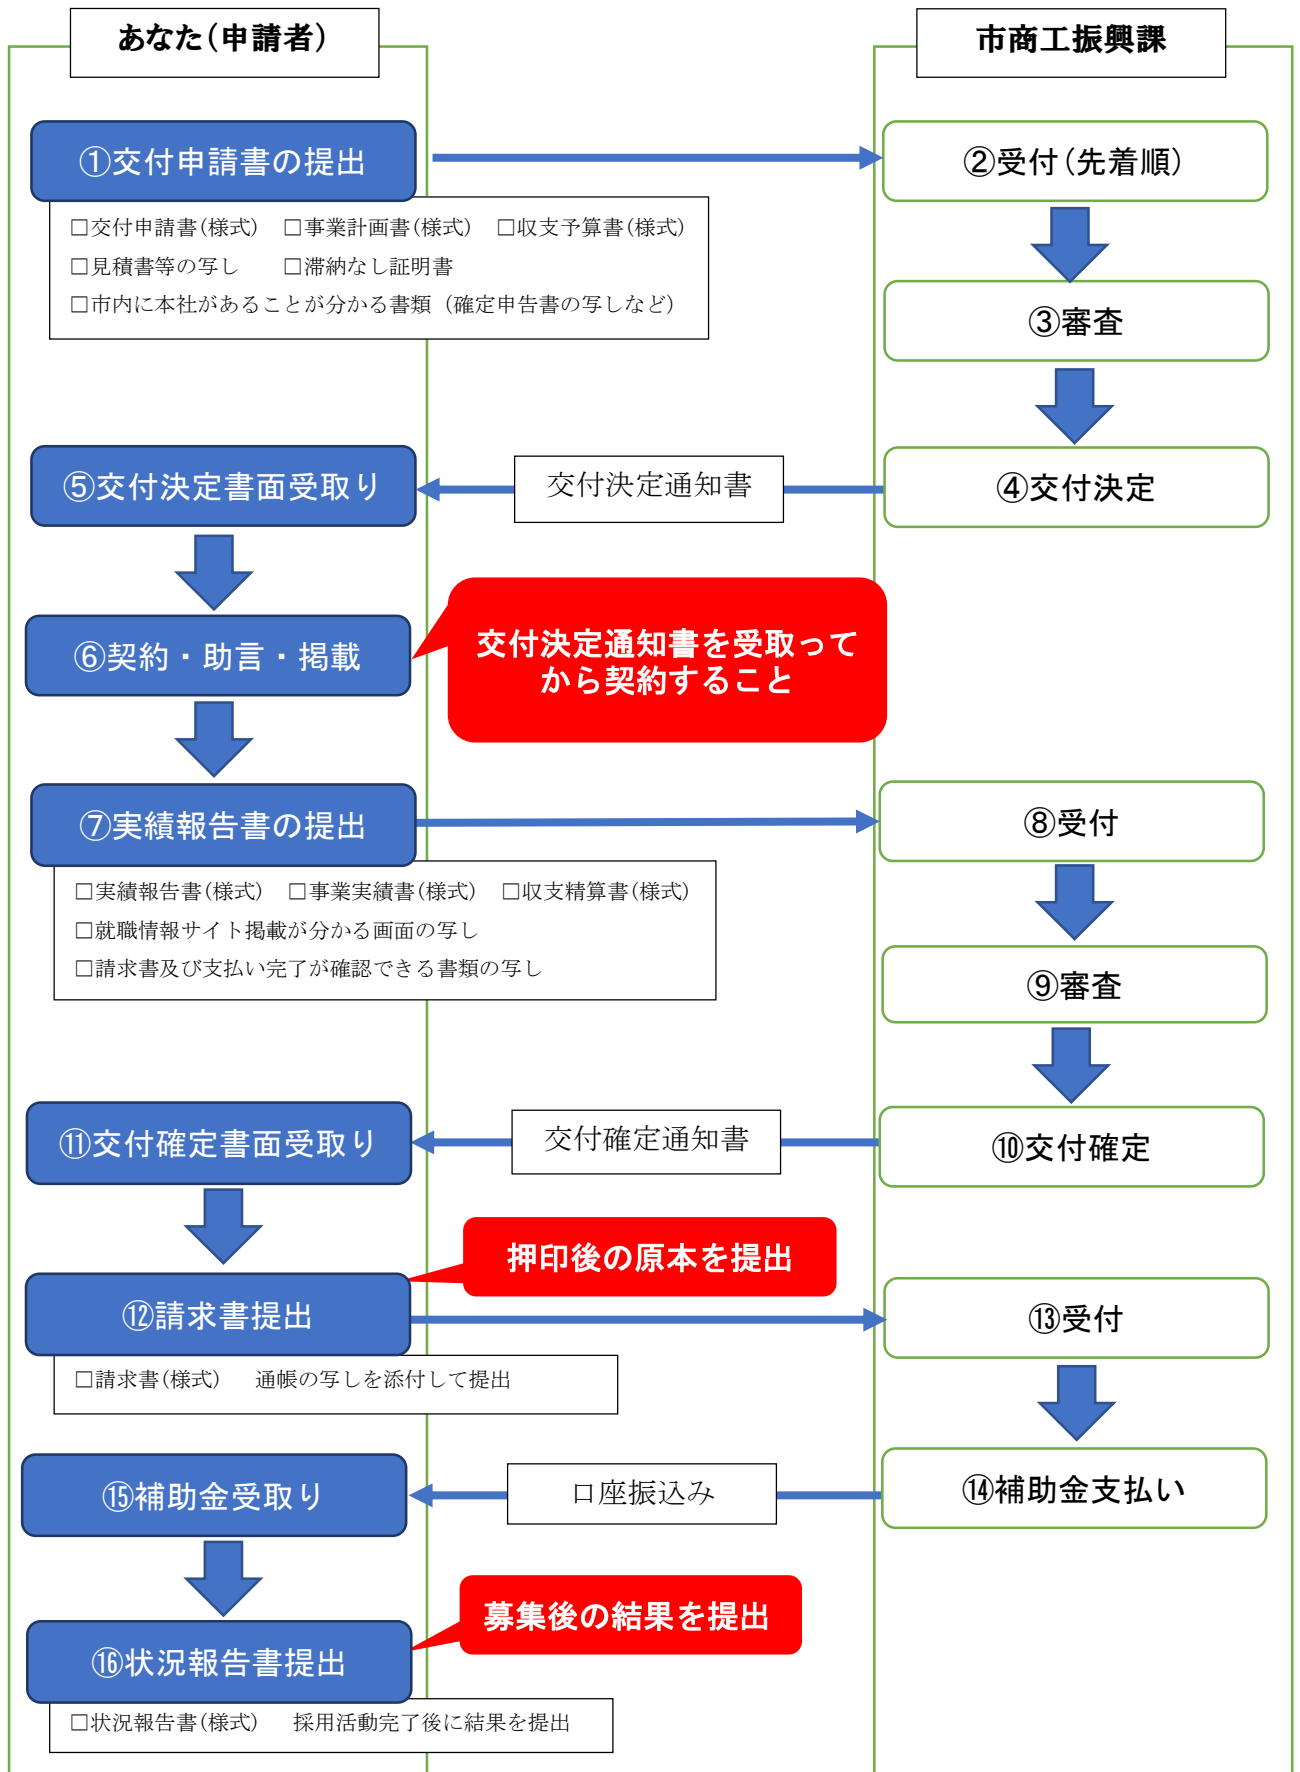 あなた(申請者)
市商工振興課
①交付申請書の提出
②受付(先着順)
□交付申請書(様式) □事業計画書(様式) □収支予算書(様式)
□見積書等の写し □滞納なし証明書
□市内に本社があることが分かる書類（確定申告書の写しなど）
③審査
⑤交付決定書面受取り
交付決定通知書
④交付決定
⑥契約・助言・掲載
交付決定通知書を受取って
から契約すること
⑦実績報告書の提出
⑧受付
□実績報告書(様式) □事業実績書(様式) □収支精算書(様式)
□就職情報サイト掲載が分かる画面の写し
□請求書及び支払い完了が確認できる書類の写し
⑨審査
⑪交付確定書面受取り
交付確定通知書
⑩交付確定
押印後の原本を提出
⑫請求書提出
⑬受付
□請求書(様式) 通帳の写しを添付して提出
⑮補助金受取り
口座振込み
⑭補助金支払い
募集後の結果を提出
⑯状況報告書提出
□状況報告書(様式) 採用活動完了後に結果を提出